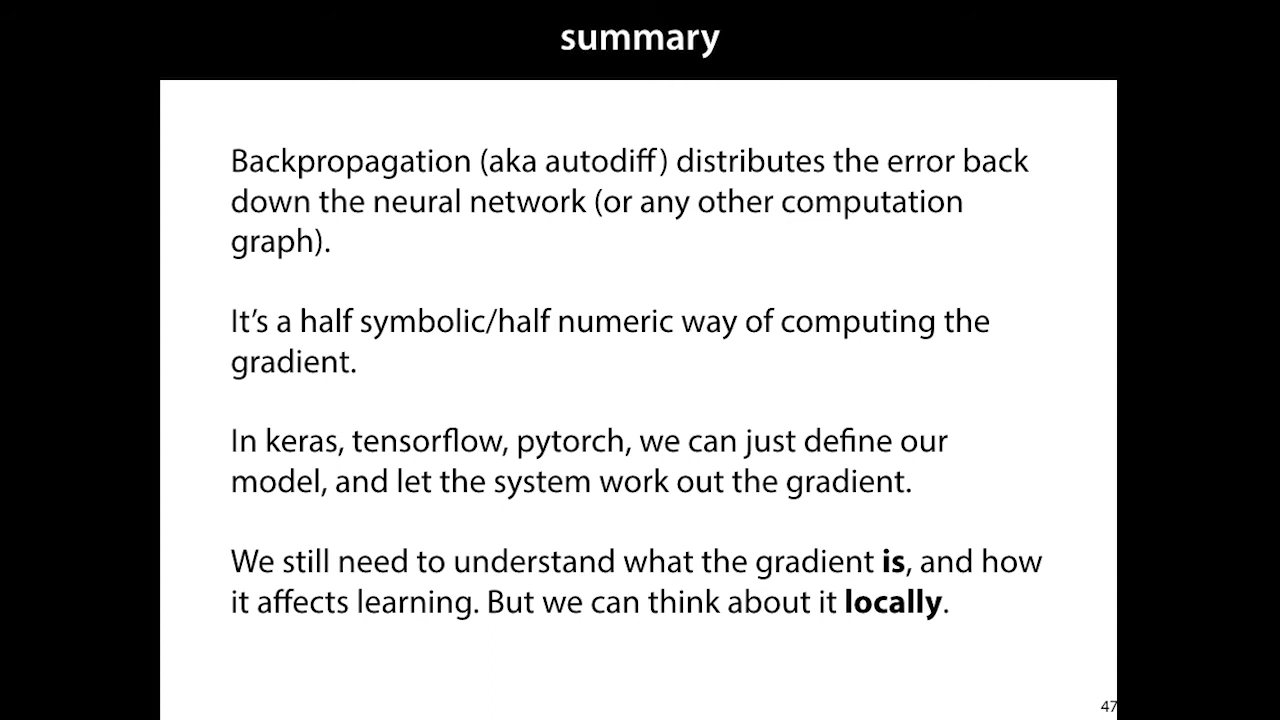 summary
Backpropagation (aka autodiff) distributes the error back
down the neural network (or any other computation
graph).
It's a half symbolic/half numeric way of computing the
gradient.
In keras, tensorflow, pytorch, we can just define our
model, and let the system work out the gradient.
We still need to understand what the gradient is, and how
it affects learning. But we can think about it locally.
47